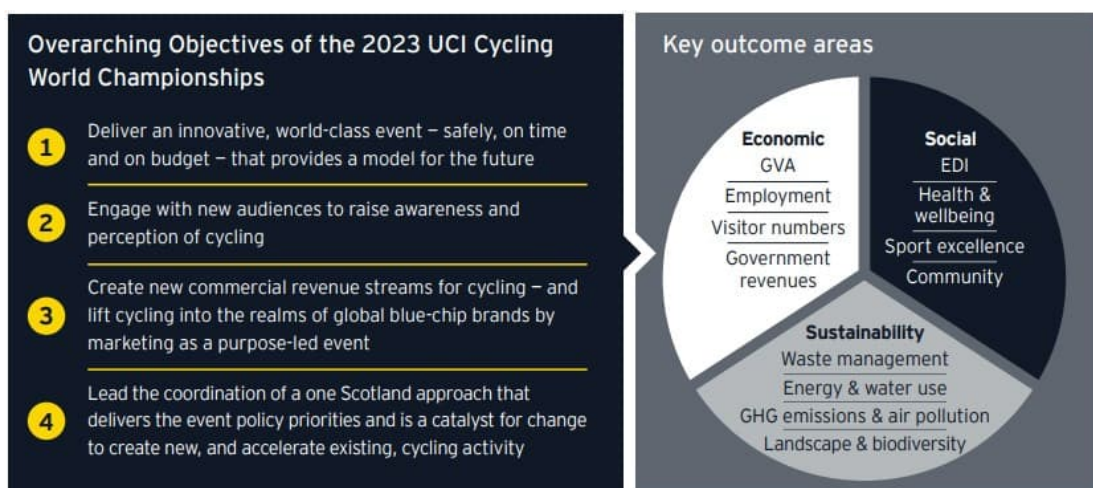 Overarching Objectives of the 2023 UCI Cycling
World Championships
1
Deliver an innovative, world-class event – safely, on time
and on budget – that provides a model for the future
2
Engage with new audiences to raise awareness and
perception of cycling
3
Create new commercial revenue streams for cycling – and
lift cycling into the realms of global blue-chip brands by
marketing as a purpose-led event
4
Lead the coordination of a one Scotland approach that
delivers the event policy priorities and is a catalyst for change
to create new, and accelerate existing, cycling activity
Key outcome areas
Economic
GVA
Employment
Visitor numbers
Government
revenues
Social
EDI
Health &
wellbeing
Sport excellence
Community
Sustainability
Waste management
Energy & water use
GHG emissions & air pollution
Landscape & biodiversity